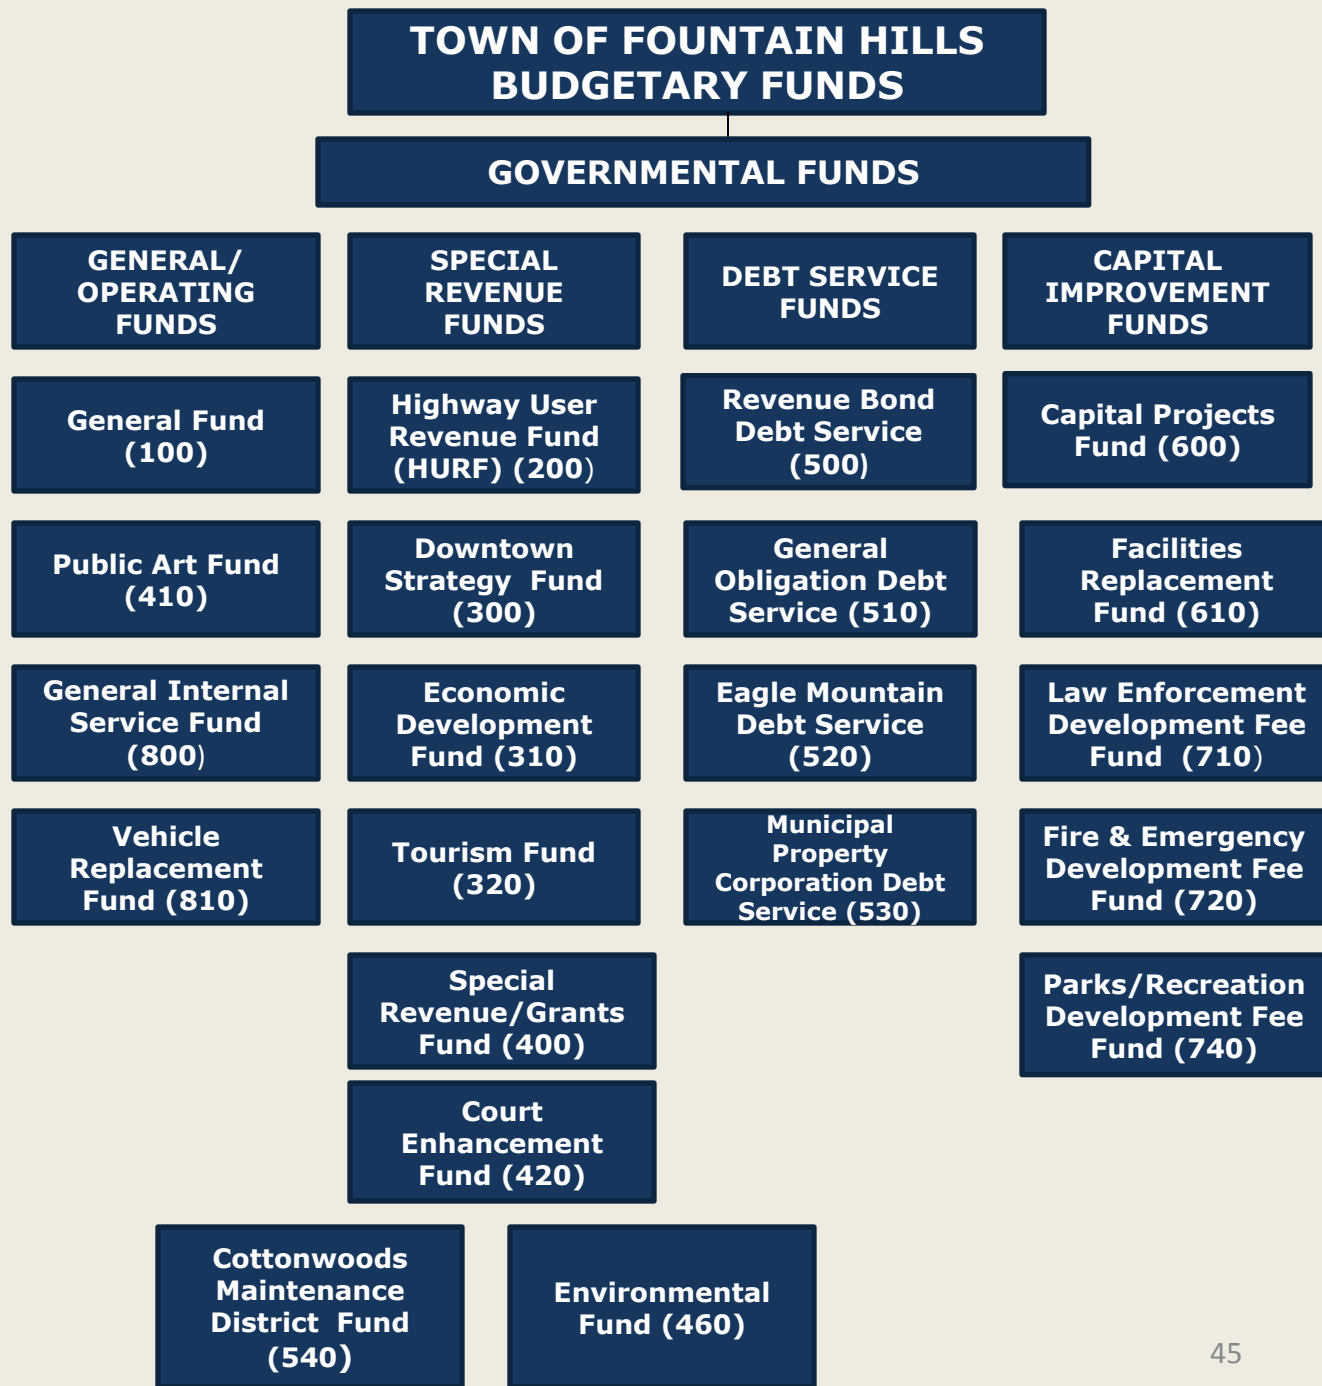 TOWN OF FOUNTAIN HILLS
BUDGETARY FUNDS
GOVERNMENTAL FUNDS
GENERAL/
OPERATING
FUNDS
SPECIAL
REVENUE
FUNDS
DEBT SERVICE
FUNDS
CAPITAL
IMPROVEMENT
FUNDS
General Fund
(100)
Highway User
Revenue Fund
(HURF) (200)
Revenue Bond
Debt Service
(500)
Capital Projects
Fund (600)
Public Art Fund
(410)
Downtown
Strategy Fund
(300)
General
Obligation Debt
Service (510)
Facilities
Replacement
Fund (610)
General Internal
Service Fund
(800)
Economic
Development
Fund (310)
Eagle Mountain
Debt Service
(520)
Law Enforcement
Development Fee
Fund (710)
Vehicle
Replacement
Fund (810)
Tourism Fund
(320)
Municipal
Property
Corporation Debt
Service (530)
Fire & Emergency
Development Fee
Fund (720)
Special
Revenue/Grants
Fund (400)
Parks/Recreation
Development Fee
Fund (740)
Court
Enhancement
Fund (420)
Cottonwoods
Maintenance
District Fund
(540)
Environmental
Fund (460)
45